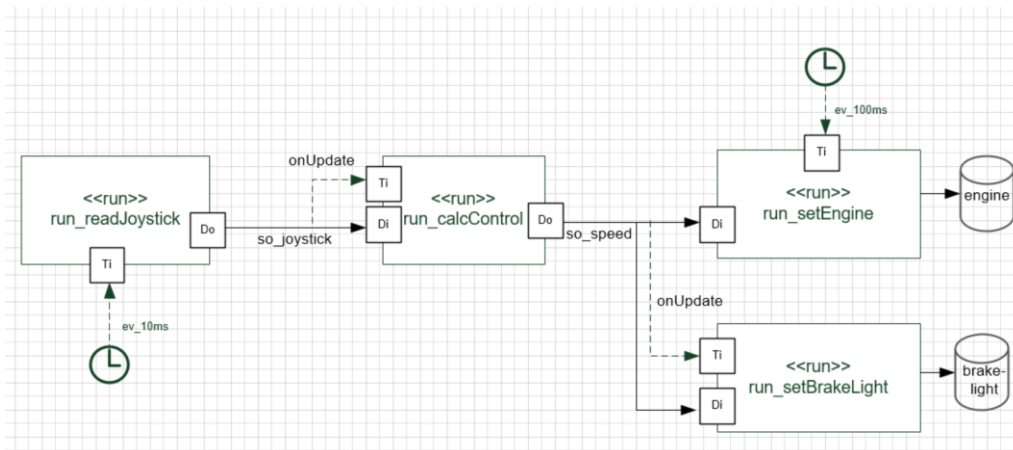 ev_100ms
Ti
<<run>>
run_setEngine
Di
engine
onUpdate
Ti
<<run>>
run_calcControl
Di
Do
so_speed
<<run>>
run_readJoystick
Do
so_joystick
Ti
ev_10ms
onUpdate
Ti
<<run>>
run_setBrakeLight
Di
brake-
light